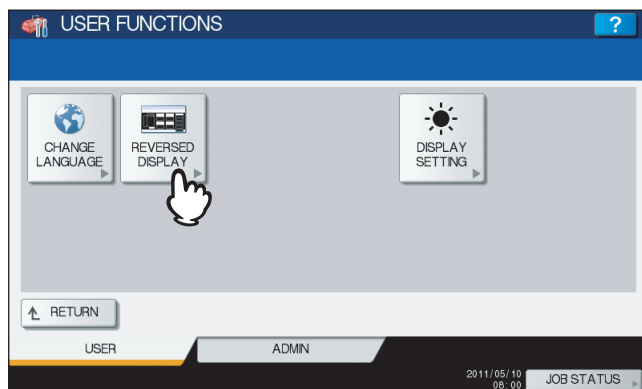 USER FUNCTIONS
?
CHANGE
LANGUAGE
REVERSED
DISPLAY
DISPLAY
SETTING
RETURN
USER
ADMIN
2011/05/10
08:00
JOB STATUS